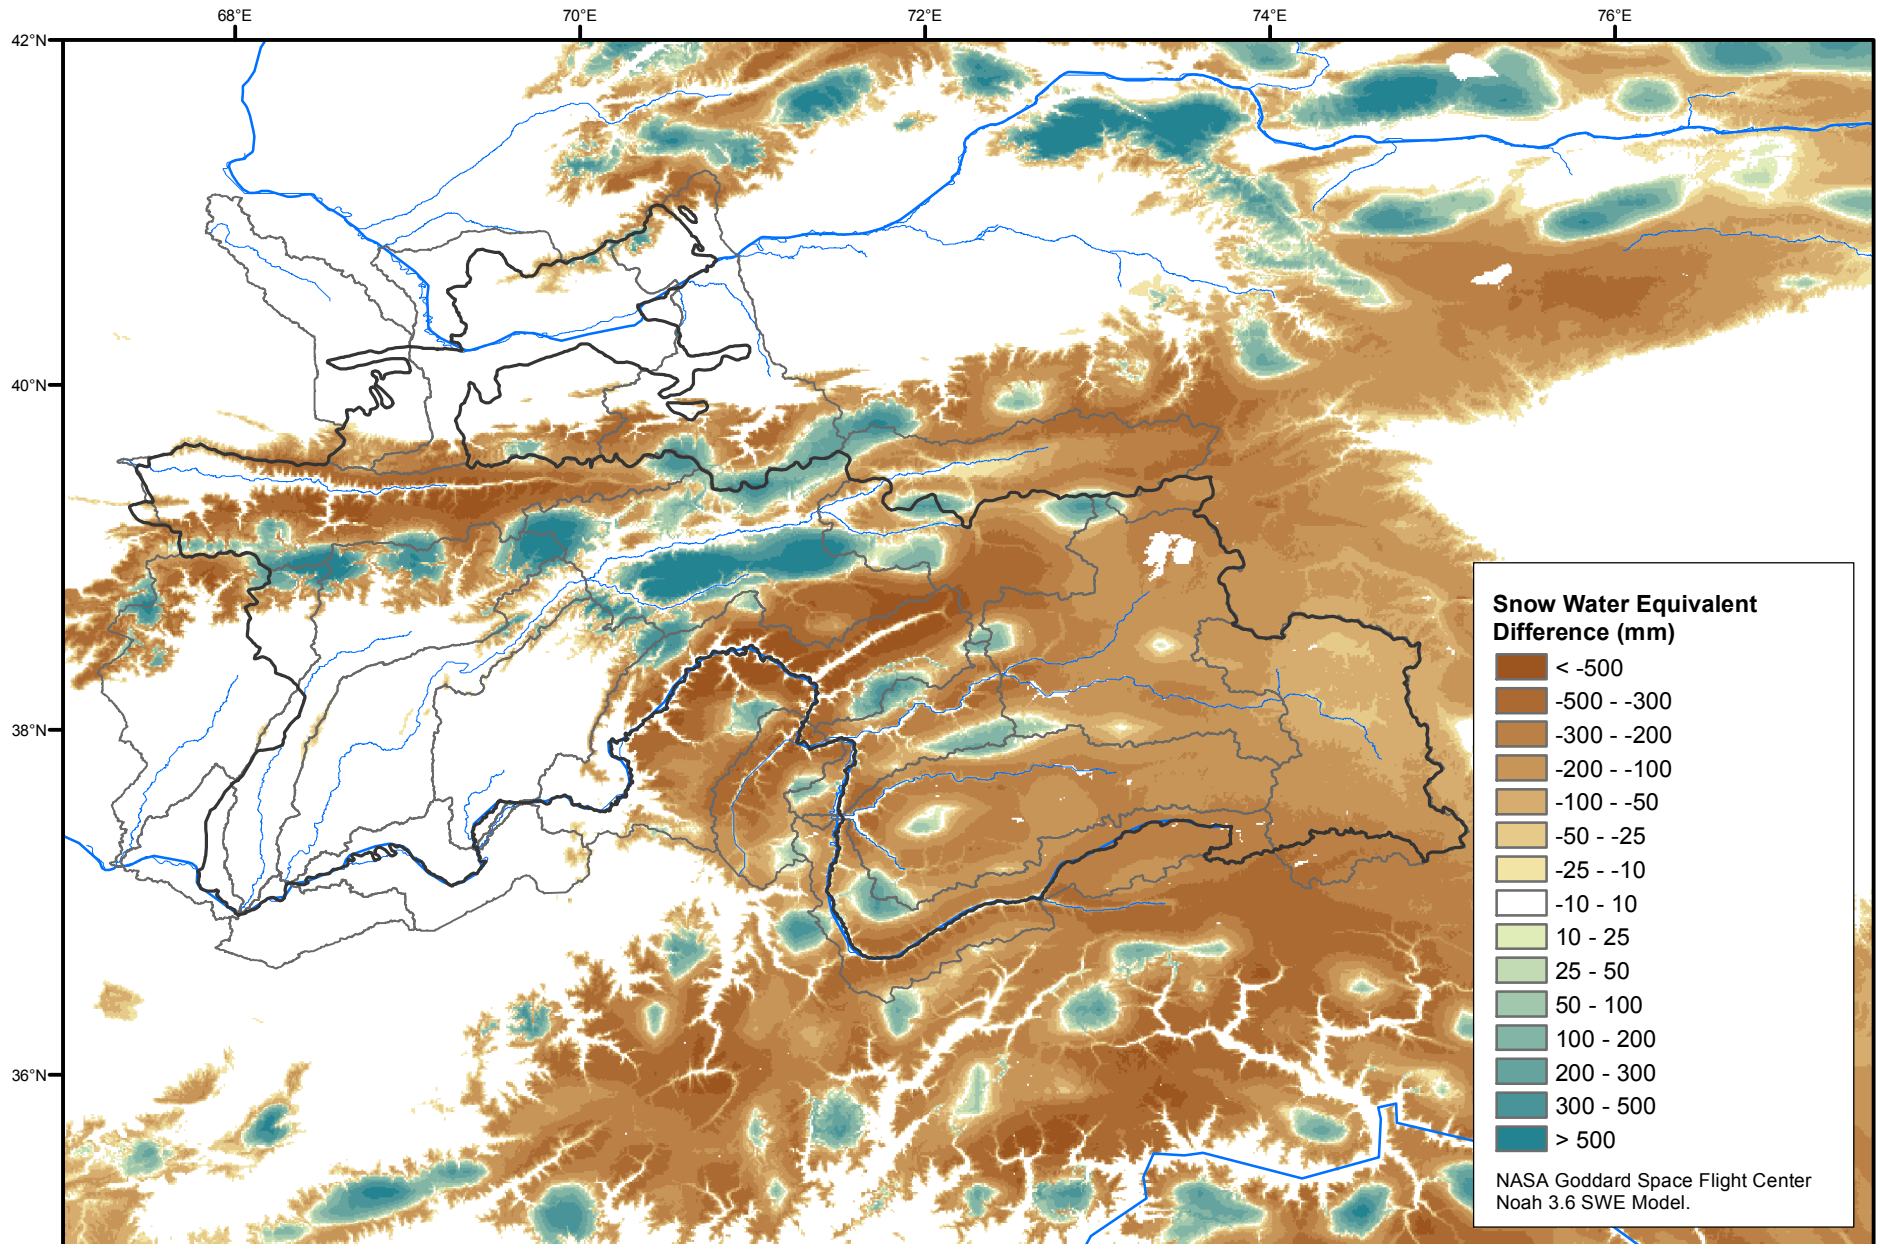 68°E 70°E 72°E 74°E 76°E
42°N
40°N
38°N
36°N
Snow Water Equivalent
Difference (mm)
< -500
-500 - -300
-300 - -200
-200 - -100
-100 - -50
-50 - -25
-25 - -10
-10 - 10
10 - 25
25 - 50
50 - 100
100 - 200
200 - 300
300 - 500
> 500
NASA Goddard Space Flight Center
Noah 3.6 SWE Model.